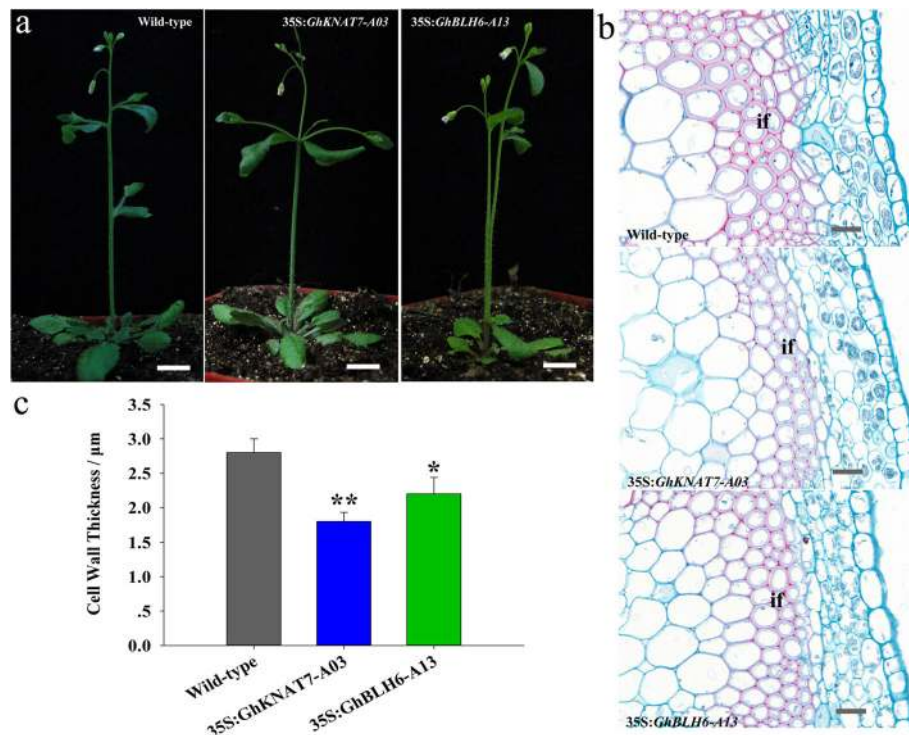 a
Wild-type
35S:GhKNAT7-A03
35S:GhBLH6-A13
b
if
Wild-type
if
35S:GhKNAT7-A03
if
35S:GhBLH6-A13
c
Cell Wall Thickness / μm
3.5
3.0
2.5
2.0
1.5
1.0
.5
0.0
**
*
Wild-type
35S:GhKNAT7-A03
35S:GhBLH6-A13